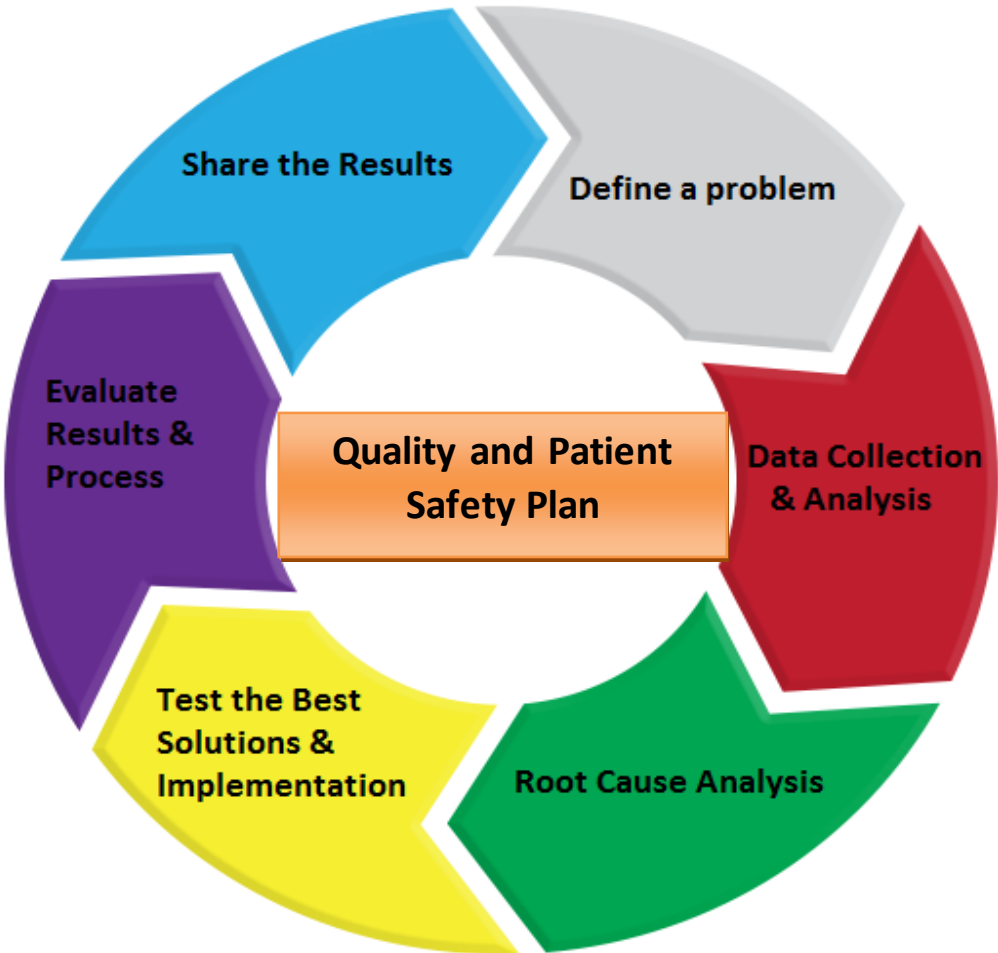 Share the Results
Define a problem
Evaluate
Results &
Process
Quality and Patient
Safety Plan
Data Collection
& Analysis
Test the Best
Solutions &
Implementation
Root Cause Analysis